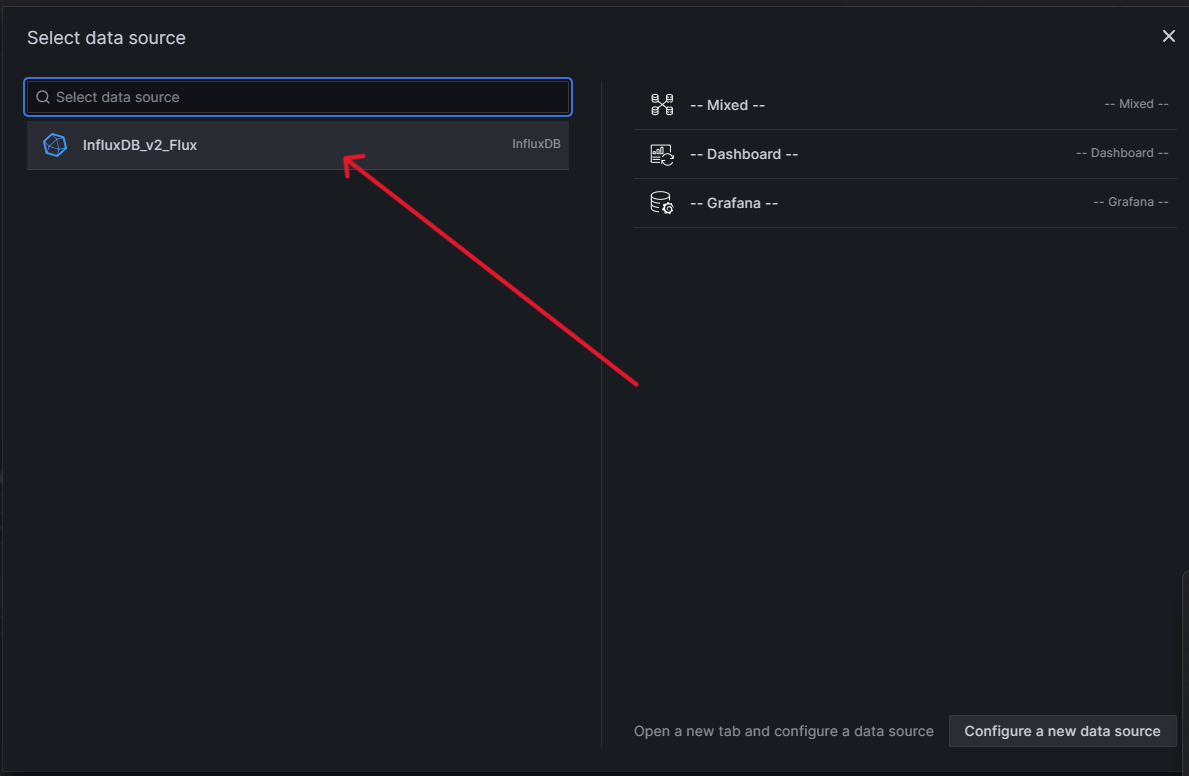 Select data source
Select data source
InfluxDB_v2_Flux InfluxDB
-- Mixed -- -- Mixed --
-- Dashboard -- -- Dashboard --
-- Grafana -- -- Grafana --
Open a new tab and configure a data source Configure a new data source